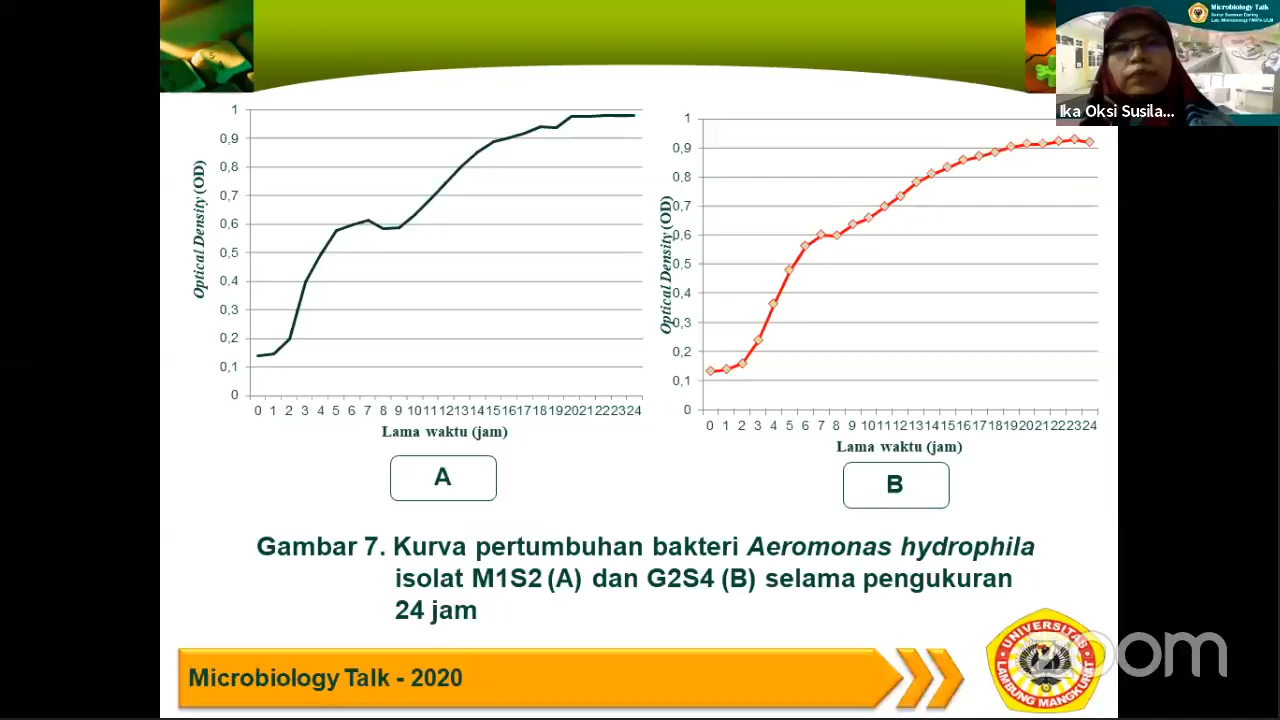 Microbiology Talk
Ika Oksi Susila...
1
0,9
0,8
0,7
0,6
0,5
0,4
0,3
0,2
0,1
0
Optical Density (OD)
0 1 2 3 4 5 6 7 8 9 10 11 12 13 14 15 16 17 18 19 20 21 22 23 24
Lama waktu (jam)
A
1
0,9
0,8
0,7
0,6
0,5
0,4
0,3
0,2
0,1
0
Optical Density (OD)
0 1 2 3 4 5 6 7 8 9 10 11 12 13 14 15 16 17 18 19 20 21 22 23 24
Lama waktu (jam)
B
Gambar 7. Kurva pertumbuhan bakteri Aeromonas hydrophila
isolat M1S2 (A) dan G2S4 (B) selama pengukuran
24 jam
Microbiology Talk - 2020
UNIVERSITAS
LAMBUNG MANGKURAT
zoom